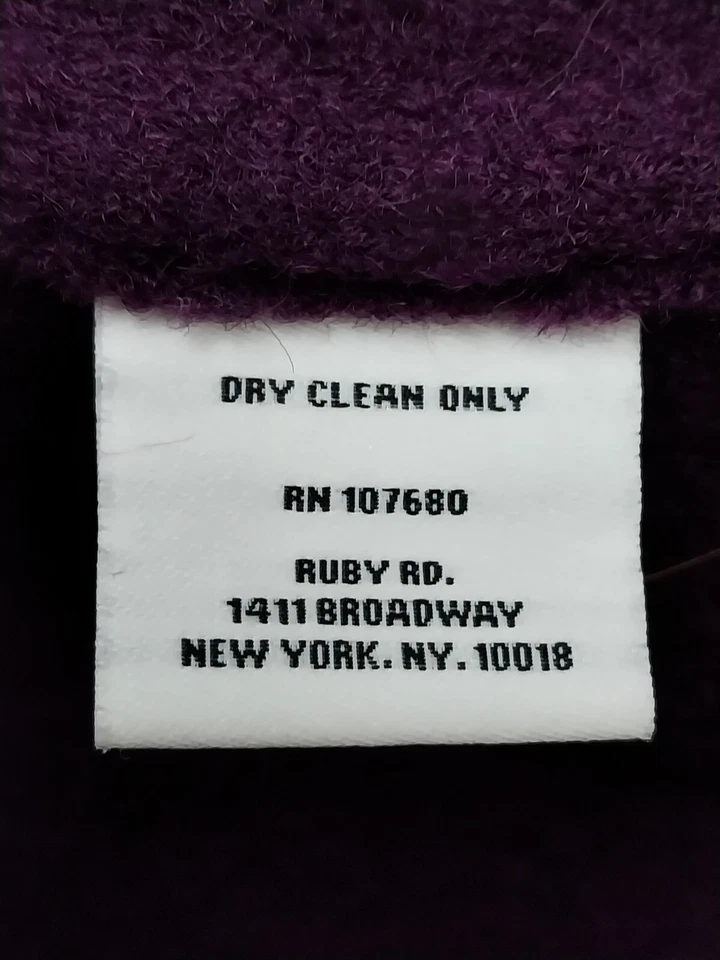 DRY CLEAN ONLY
RN 107680
RUBY RD.
1411 BROADWAY
NEW YORK. NY. 10018